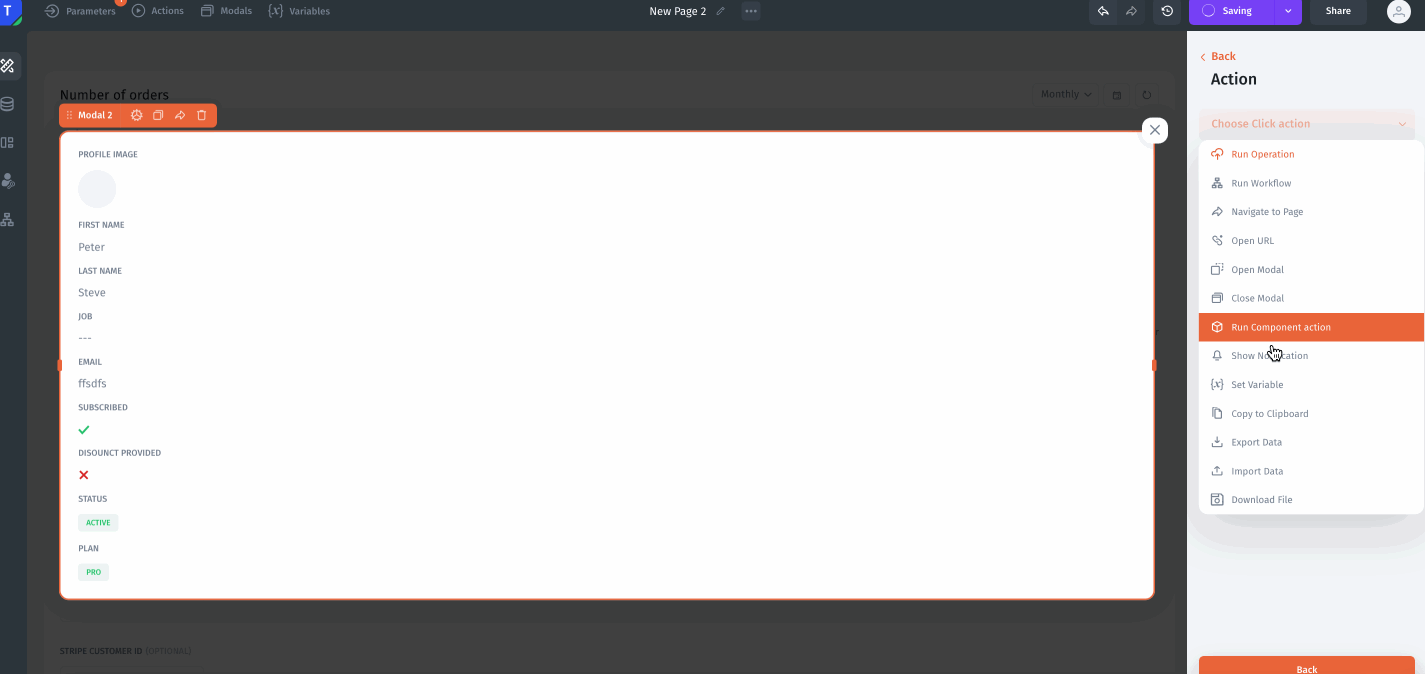 T
Parameters
Actions
Modals
{x} Variables
New Page 2
Saving
Share
Number of orders
Monthly
Modal 2
PROFILE IMAGE
FIRST NAME
Peter
LAST NAME
Steve
JOB
---
EMAIL
ffsdfs
SUBSCRIBED
DISOUNCT PROVIDED
STATUS
ACTIVE
PLAN
PRO
STRIPE CUSTOMER ID (OPTIONAL)
Back
Action
Choose Click action
Run Operation
Run Workflow
Navigate to Page
Open URL
Open Modal
Close Modal
Run Component action
Show Notification
{x} Set Variable
Copy to Clipboard
Export Data
Import Data
Download File
Back